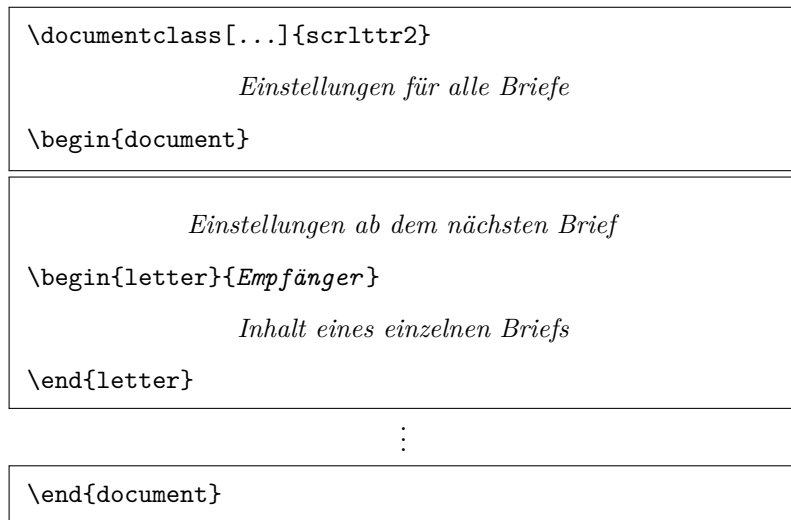 \documentclass[...]{scrlttr2}
Einstellungen für alle Briefe
\begin{document}
Einstellungen ab dem nächsten Brief
\begin{letter}{Empfänger}
Inhalt eines einzelnen Briefs
\end{letter}
⋮
\end{document}